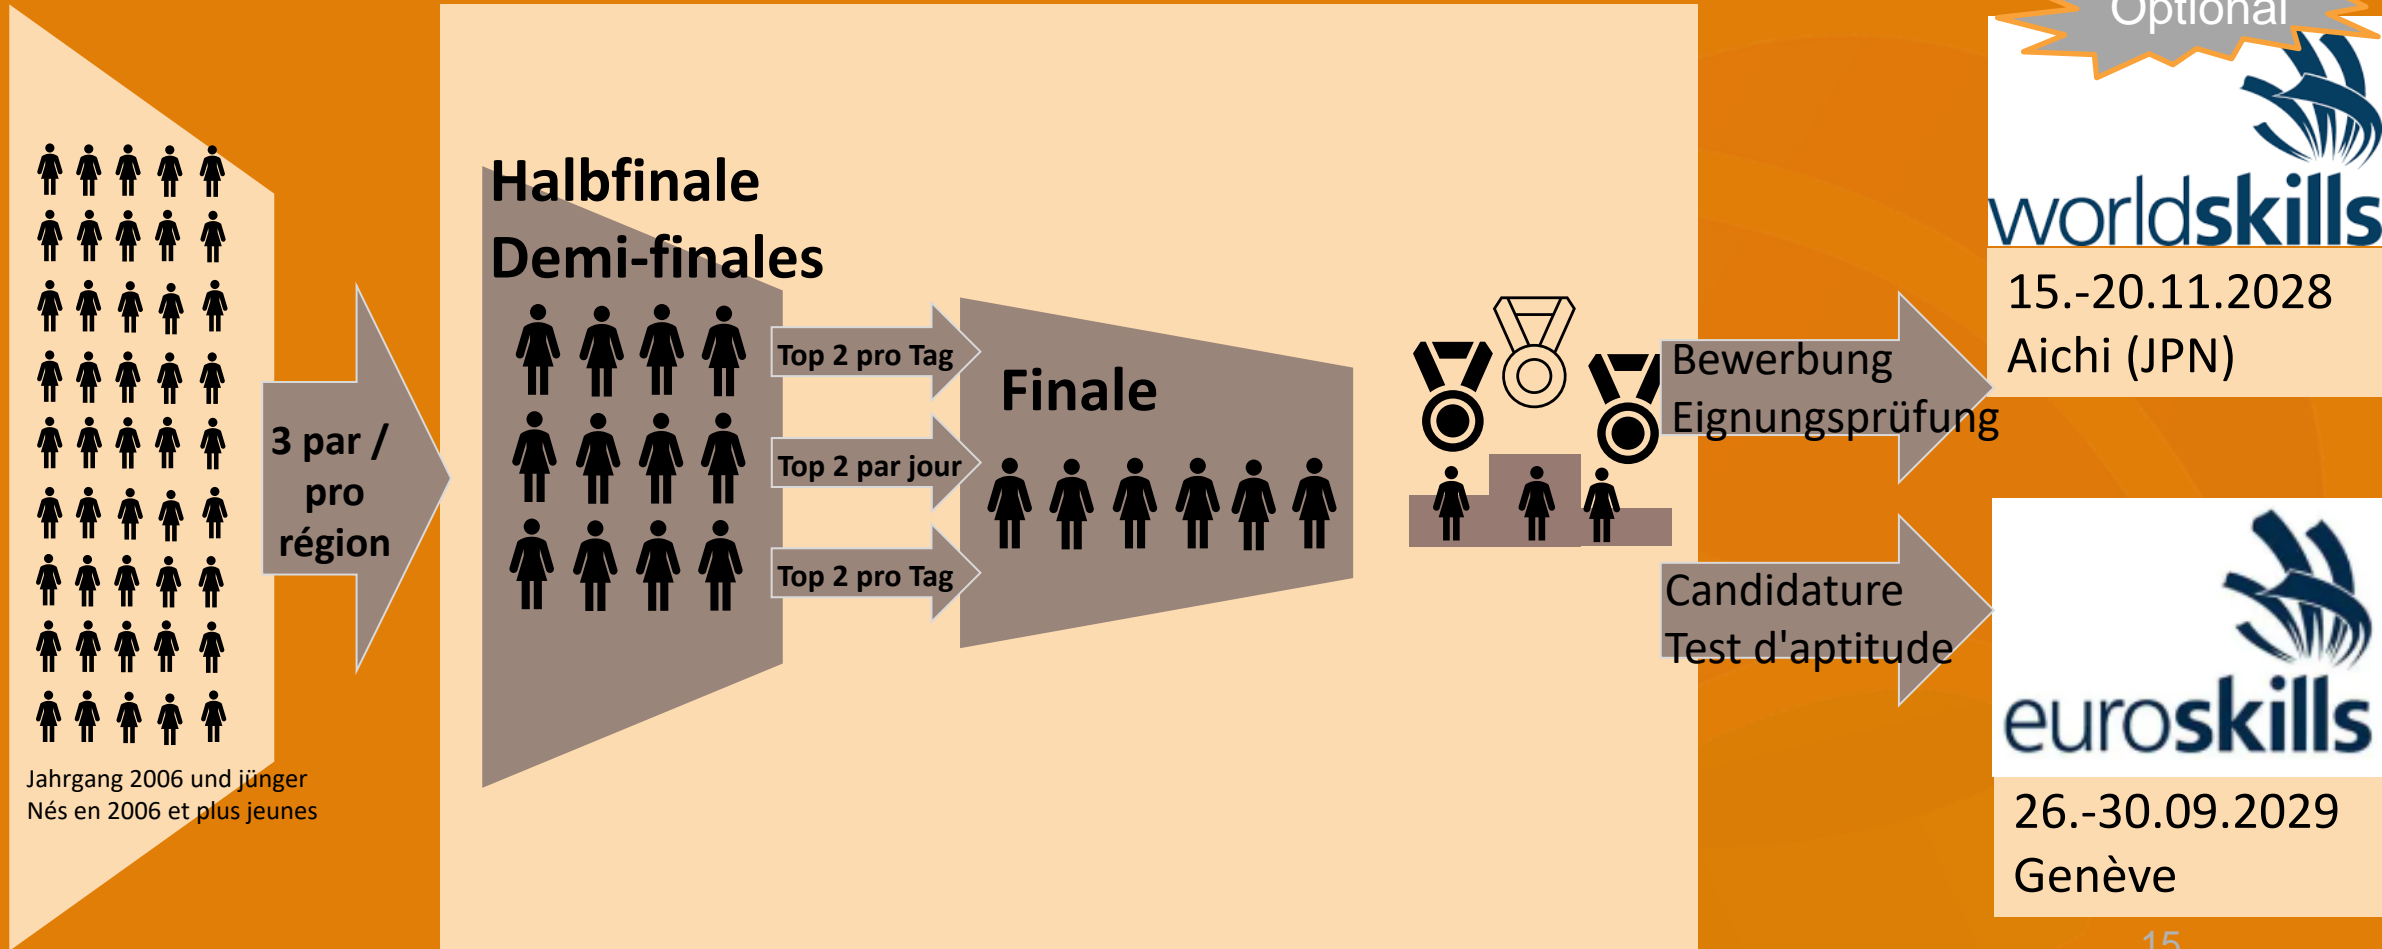 Jahrgang 2006 und jünger
Nés en 2006 et plus jeunes
3 par /
pro
région
Halbfinale
Demi-finales
Top 2 pro Tag
Top 2 par jour
Top 2 pro Tag
Finale
Bewerbung
Eignungsprüfung
Candidature
Test d'aptitude
Optional
worldskills
15.-20.11.2028
Aichi (JPN)
euroskills
26.-30.09.2029
Genève
15